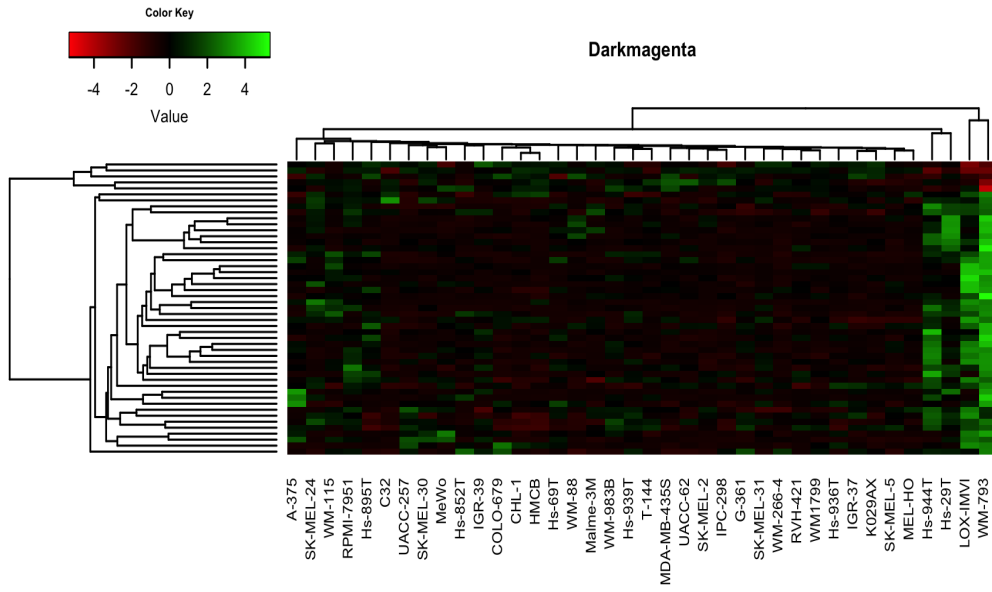 Color Key
-4 -2 0 2 4
Value
Darkmagenta
A-375
SK-MEL-24
WM-115
RPMI-7951
Hs-895T
C32
UACC-257
SK-MEL-30
MeWo
Hs-852T
IGR-39
COLO-679
CHL-1
HMCB
Hs-69T
WM-88
Malme-3M
WM-983B
Hs-939T
T-144
MDA-MB-435S
UACC-62
SK-MEL-2
IPC-298
G-361
SK-MEL-31
WM-266-4
RVH-421
WM1799
Hs-936T
IGR-37
K029AX
SK-MEL-5
MEL-HO
Hs-944T
Hs-29T
LOX-IMVI
WM-793